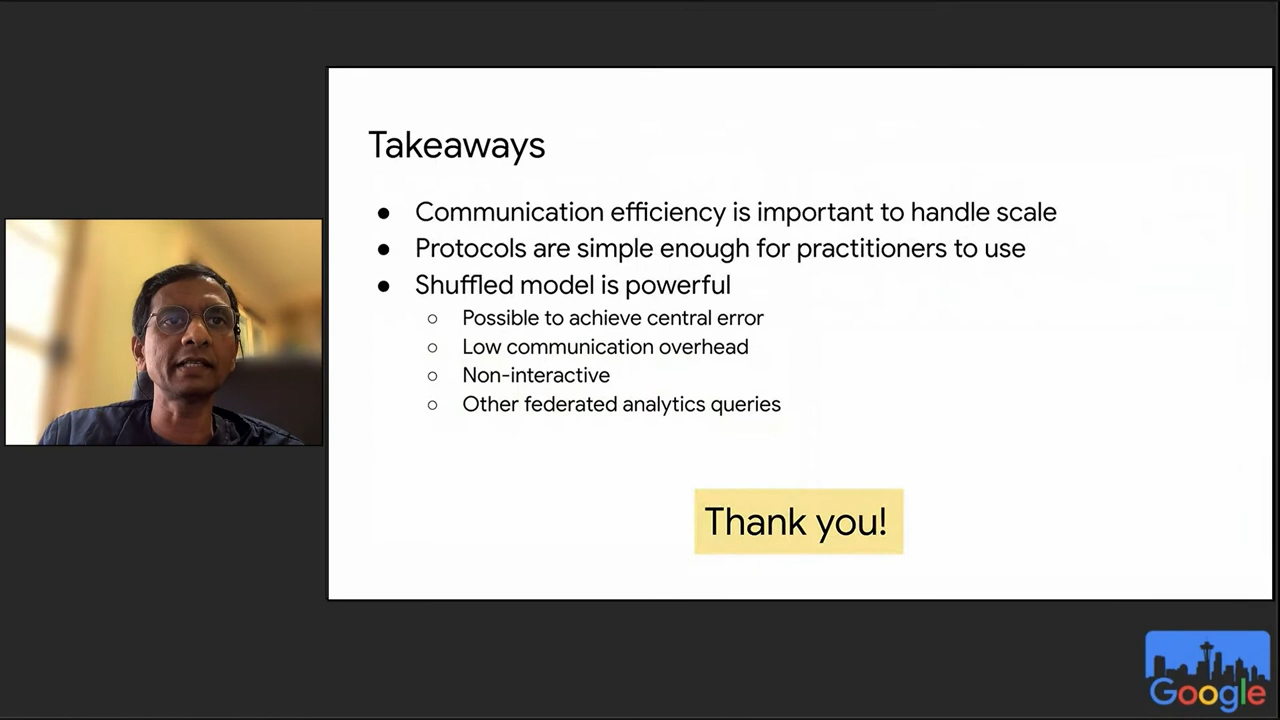 Takeaways
● Communication efficiency is important to handle scale
● Protocols are simple enough for practitioners to use
● Shuffled model is powerful
○ Possible to achieve central error
○ Low communication overhead
○ Non-interactive
○ Other federated analytics queries
Thank you!
Google